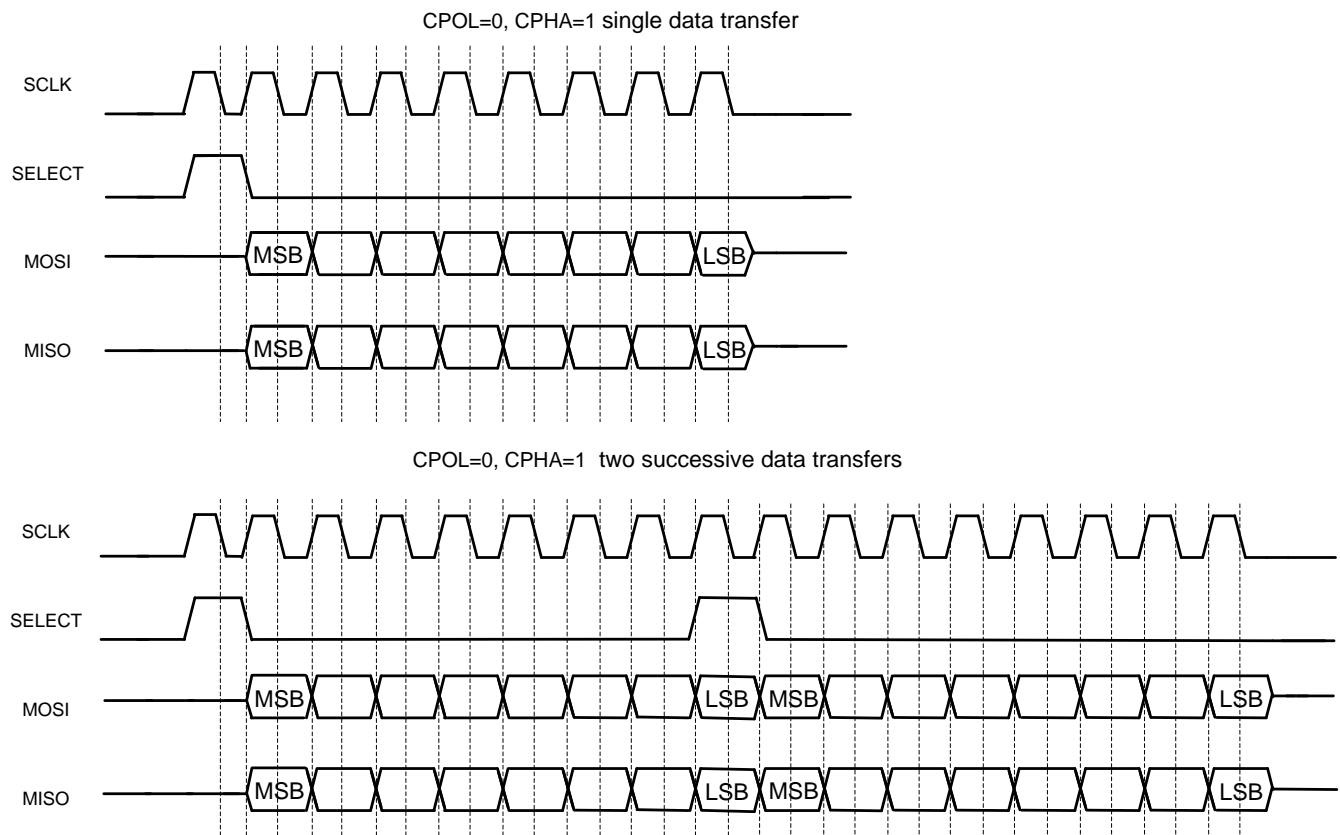 CPOL=0, CPHA=1 single data transfer
SCLK
SELECT
MOSI MSB LSB
MISO MSB LSB
CPOL=0, CPHA=1 two successive data transfers
SCLK
SELECT
MOSI MSB LSB MSB LSB
MISO MSB LSB MSB LSB